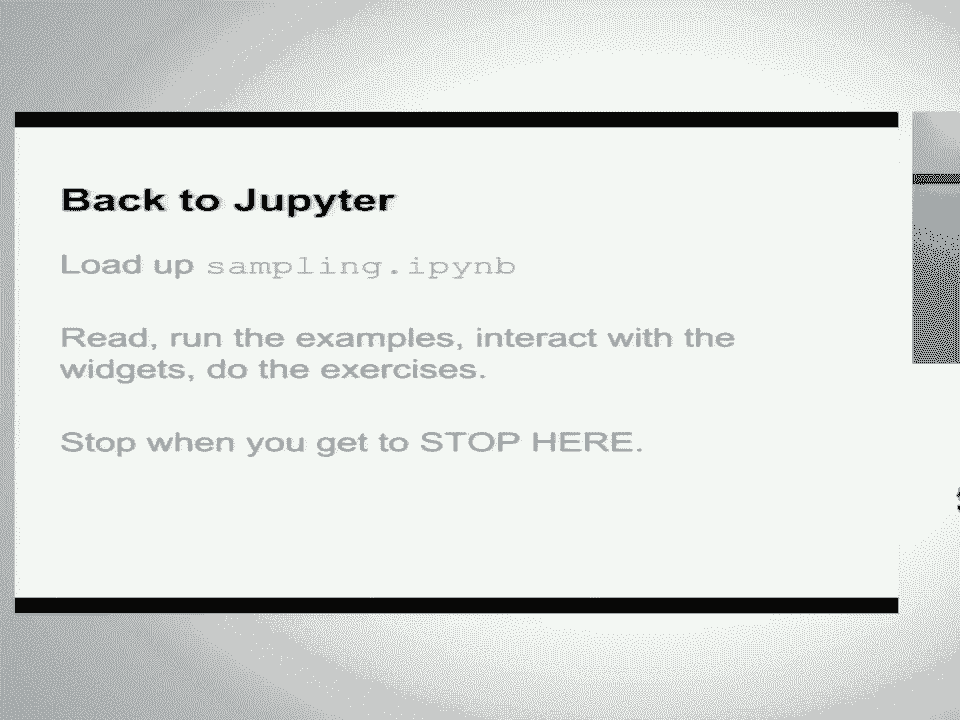 Back to Jupyter
Load up sampling.ipynb
Read, run the examples, interact with the
widgets, do the exercises.
Stop when you get to STOP HERE.